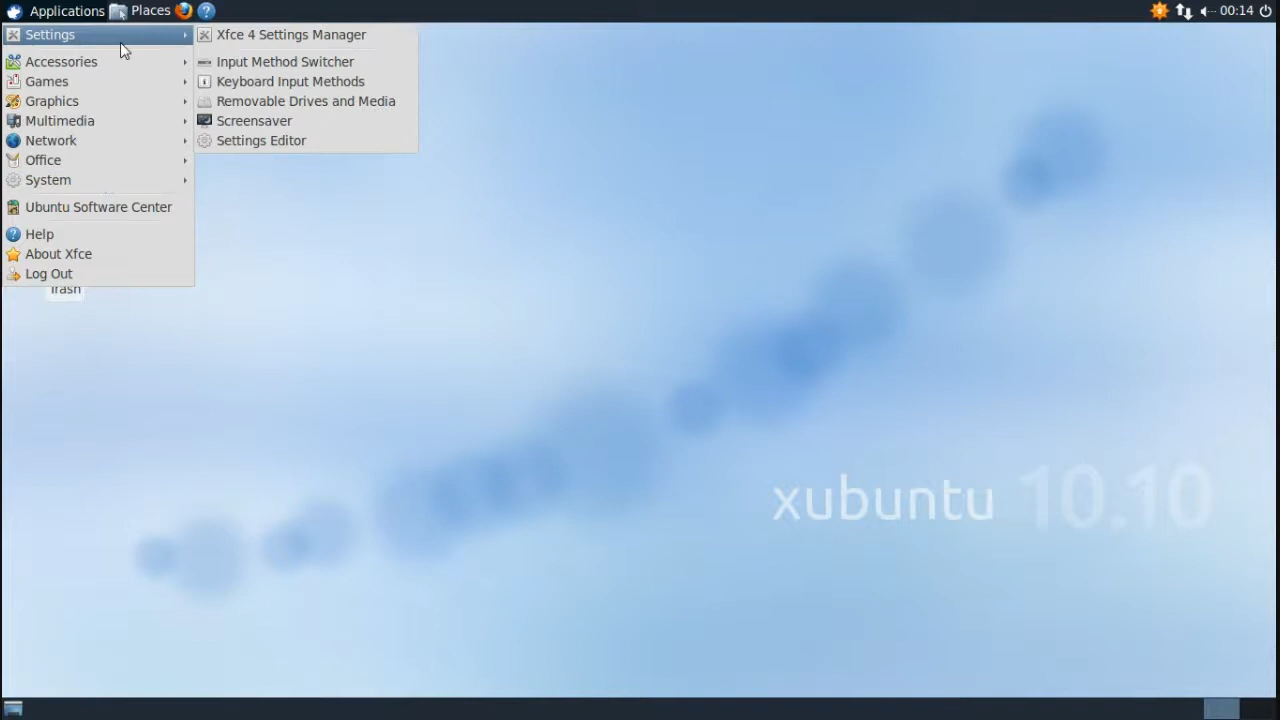 Applications Places 00:14
Settings
Accessories
Games
Graphics
Multimedia
Network
Office
System
Ubuntu Software Center
Help
About Xfce
Log Out
Xfce 4 Settings Manager
Input Method Switcher
Keyboard Input Methods
Removable Drives and Media
Screensaver
Settings Editor
Trash
xubuntu 10.10